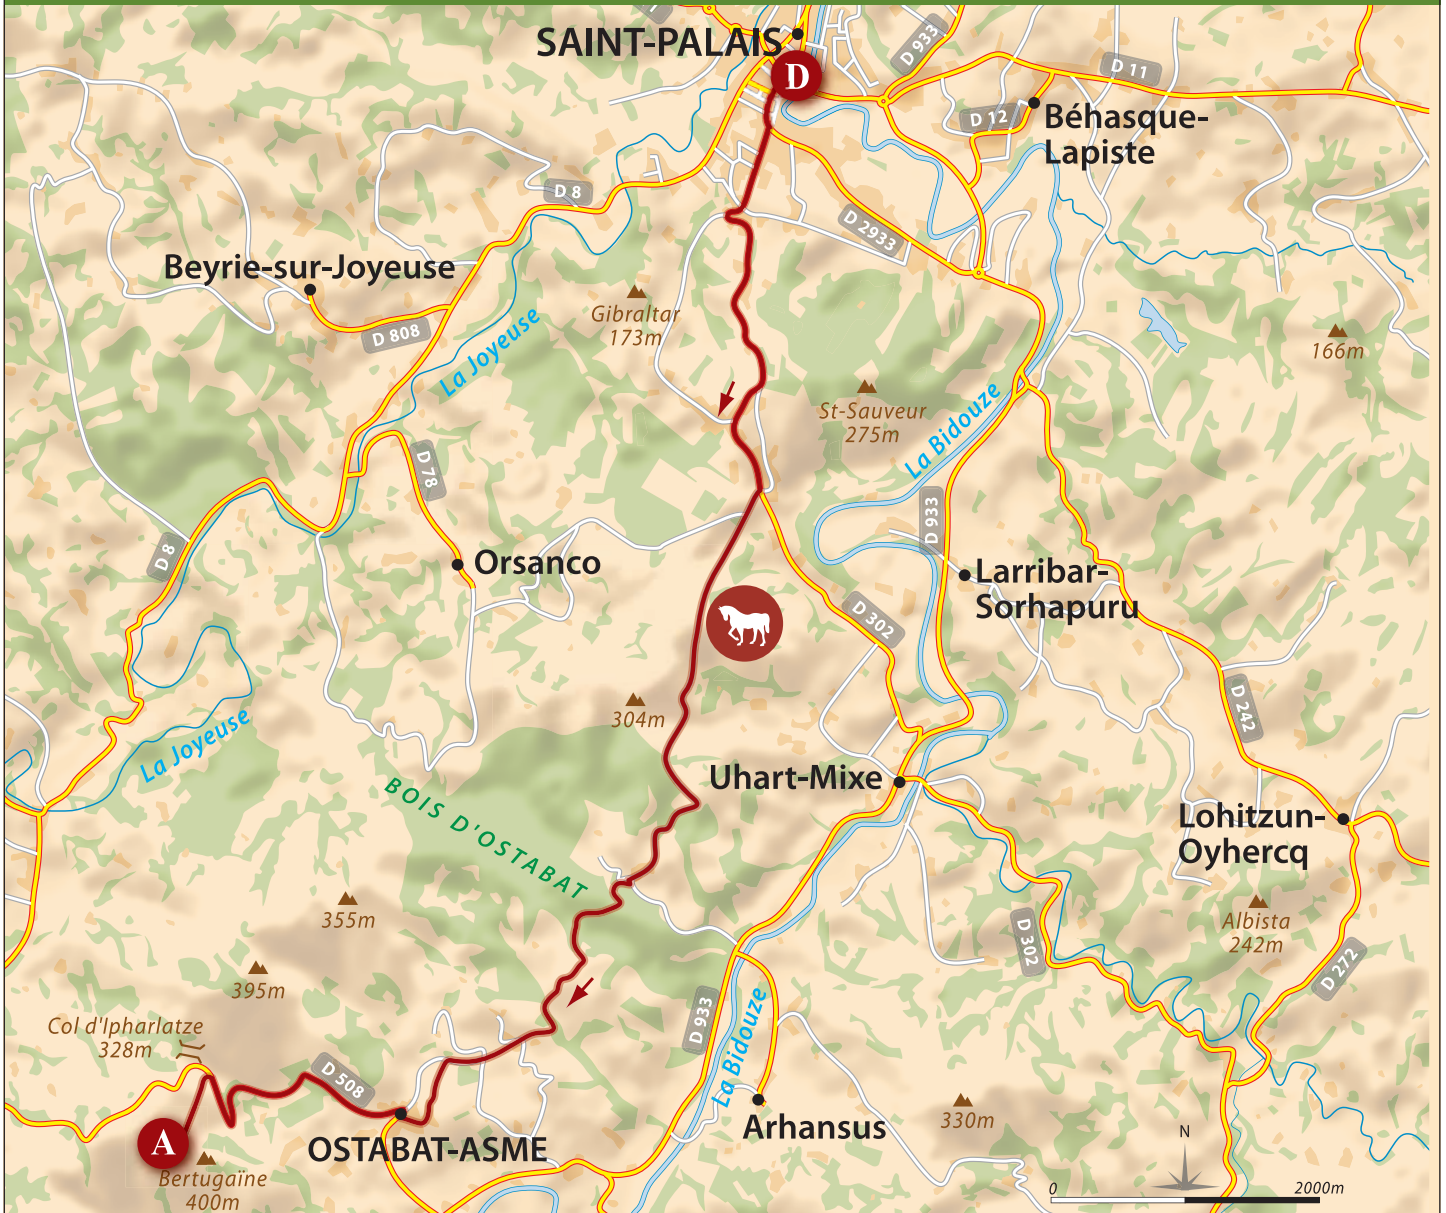 SAINT-PALAIS
D
D 933
D 11
D 12
Béhasque-
Lapiste
D 8
D 2933
Beyrie-sur-Joyeuse
D 808
La Joyeuse
Gibraltar
173m
166m
St-Sauveur
275m
La Bidouze
D 78
D 933
D 8
Orsanco
Larribar-
Sorhapuru
D 302
304m
D 242
La Joyeuse
BOIS D'OSTABAT
Uhart-Mixe
Lohitzun-
Oyhercq
355m
Albista
242m
D 302
D 272
395m
D 933
La Bidouze
Col d'Ipharlatze
328m
D 508
A
OSTABAT-ASME
Arhansus
330m
Bertugaïne
400m
N
0
2000m